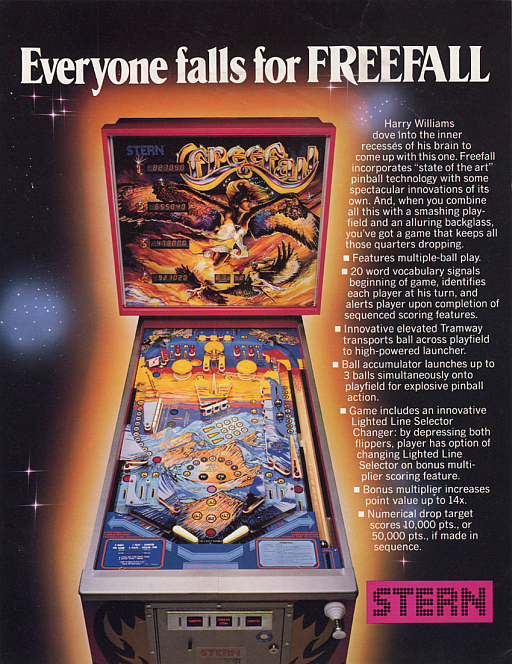 Everyone falls for FREEFALL
Harry Williams
dove into the inner
recesses of his brain to
come up with this one. Freefall
incorporates "state of the art"
pinball technology with some
spectacular innovations of its
own. And, when you combine
all this with a smashing play-
field and an alluring backglass,
you've got a game that keeps all
those quarters dropping.
■ Features multiple-ball play.
■ 20 word vocabulary signals
beginning of game, identifies
each player at his turn, and
alerts player upon completion of
sequenced scoring features.
■ Innovative elevated Tramway
transports ball across playfield
to high-powered launcher.
■ Ball accumulator launches up to
3 balls simultaneously onto
playfield for explosive pinball
action.
■ Game includes an innovative
Lighted Line Selector
Changer: by depressing both
flippers, player has option of
changing Lighted Line
Selector on bonus multi-
plier scoring feature.
■ Bonus multiplier increases
point value up to 14x.
■ Numerical drop target
scores 10,000 pts., or
50,000 pts., if made in
sequence.
STERN
STERN
freefall
STERN